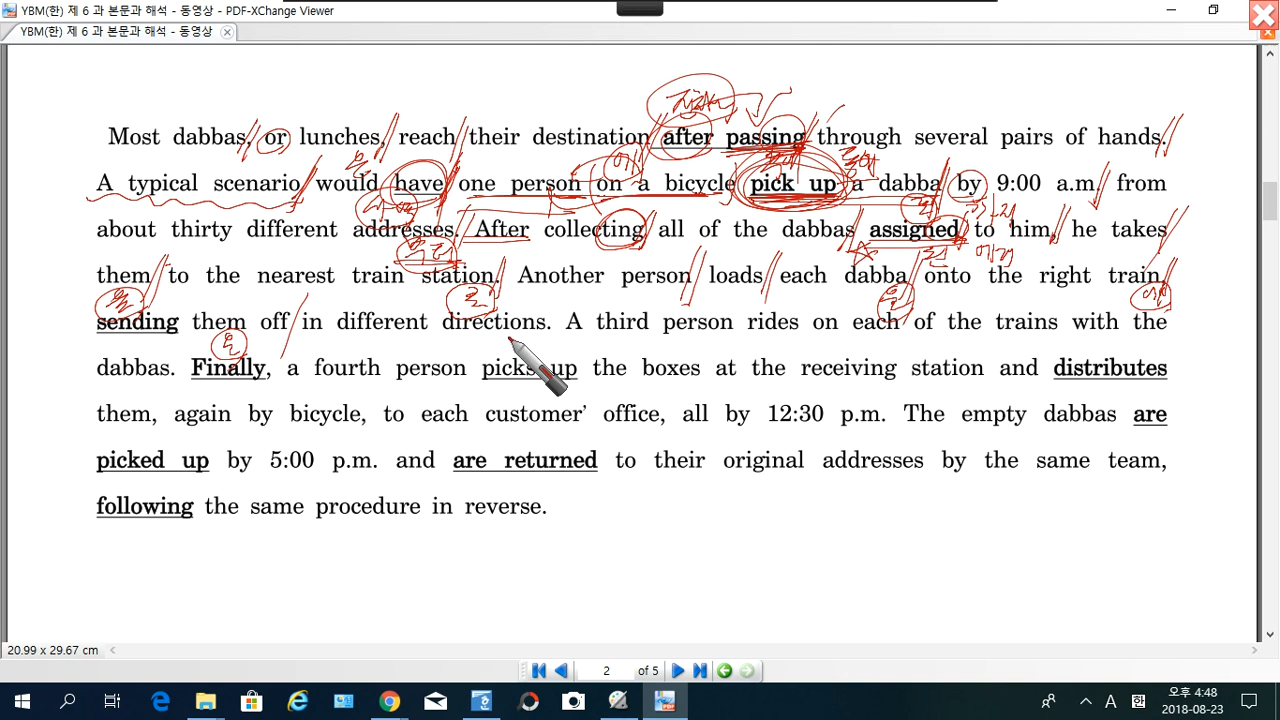 YBM(한) 제 6 과 본문과 해석 - 동영상 - PDF-XChange Viewer
YBM(한) 제 6 과 본문과 해석 - 동영상
Most dabbas, or lunches, reach their destination after passing through several pairs of hands.
A typical scenario would have one person on a bicycle pick up a dabba by 9:00 a.m. from
about thirty different addresses. After collecting all of the dabbas assigned to him, he takes
them to the nearest train station. Another person loads each dabba onto the right train,
sending them off in different directions. A third person rides on each of the trains with the
dabbas. Finally, a fourth person picks up the boxes at the receiving station and distributes
them, again by bicycle, to each customer' office, all by 12:30 p.m. The empty dabbas are
picked up by 5:00 p.m. and are returned to their original addresses by the same team,
following the same procedure in reverse.
20.99 x 29.67 cm
2 of 5
A 한 오후 4:48
2018-08-23